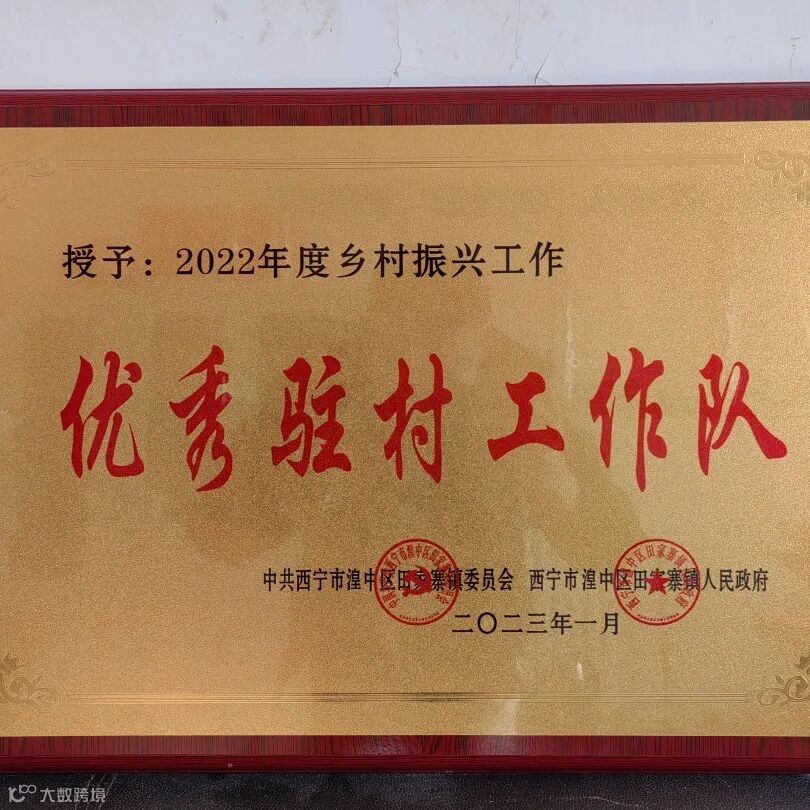 授予：2022年度乡村振兴工作
优秀驻村工作队
中共西宁市湟中区田家寨镇委员会 西宁市湟中区田家寨镇人民政府
二〇二三年一月
大数跨境